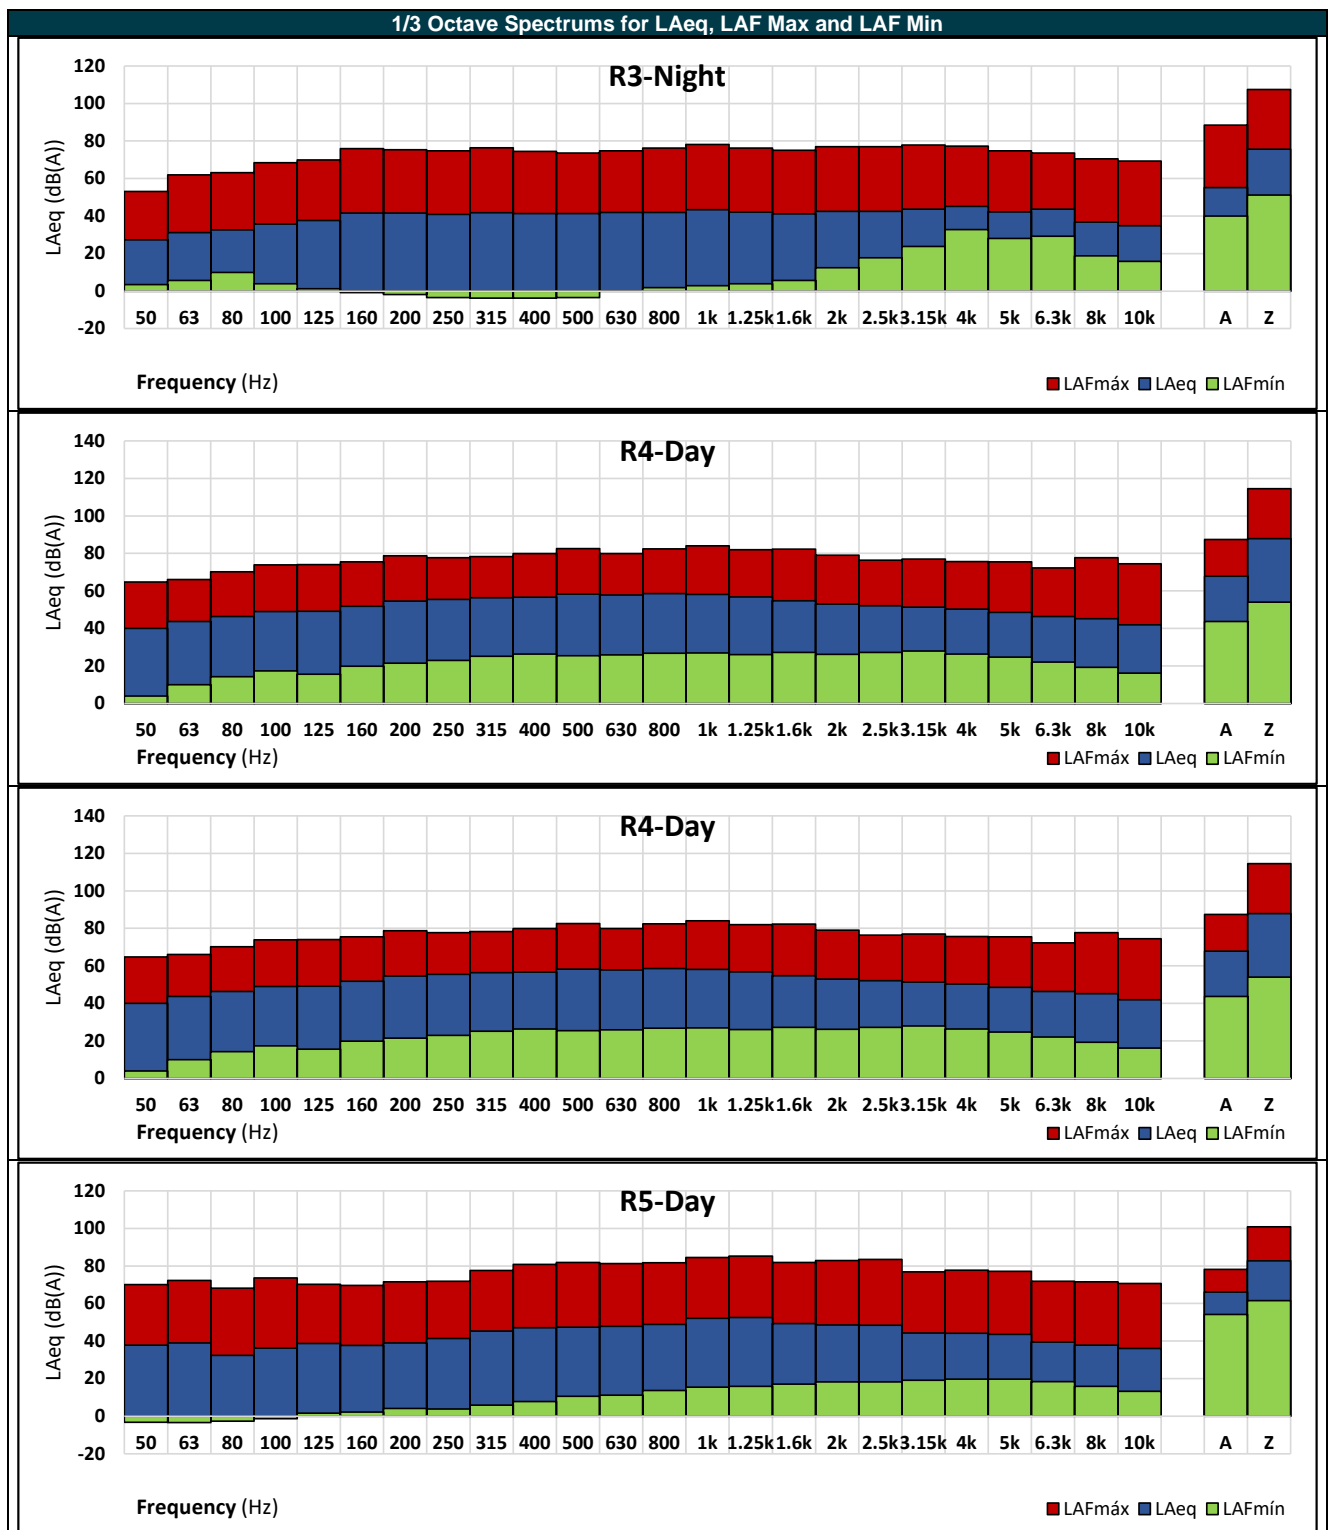 1/3 Octave Spectrums for LAeq, LAF Max and LAF Min
R3-Night
LAeq (dB(A))
120
100
80
60
40
20
0
-20
50 63 80 100 125 160 200 250 315 400 500 630 800 1k 1.25k 1.6k 2k 2.5k 3.15k 4k 5k 6.3k 8k 10k A Z
Frequency (Hz)
LAFmáx LAeq LAFmín
R4-Day
LAeq (dB(A))
140
120
100
80
60
40
20
0
50 63 80 100 125 160 200 250 315 400 500 630 800 1k 1.25k 1.6k 2k 2.5k 3.15k 4k 5k 6.3k 8k 10k A Z
Frequency (Hz)
LAFmáx LAeq LAFmín
R4-Day
LAeq (dB(A))
140
120
100
80
60
40
20
0
50 63 80 100 125 160 200 250 315 400 500 630 800 1k 1.25k 1.6k 2k 2.5k 3.15k 4k 5k 6.3k 8k 10k A Z
Frequency (Hz)
LAFmáx LAeq LAFmín
R5-Day
LAeq (dB(A))
120
100
80
60
40
20
0
-20
50 63 80 100 125 160 200 250 315 400 500 630 800 1k 1.25k 1.6k 2k 2.5k 3.15k 4k 5k 6.3k 8k 10k A Z
Frequency (Hz)
LAFmáx LAeq LAFmín